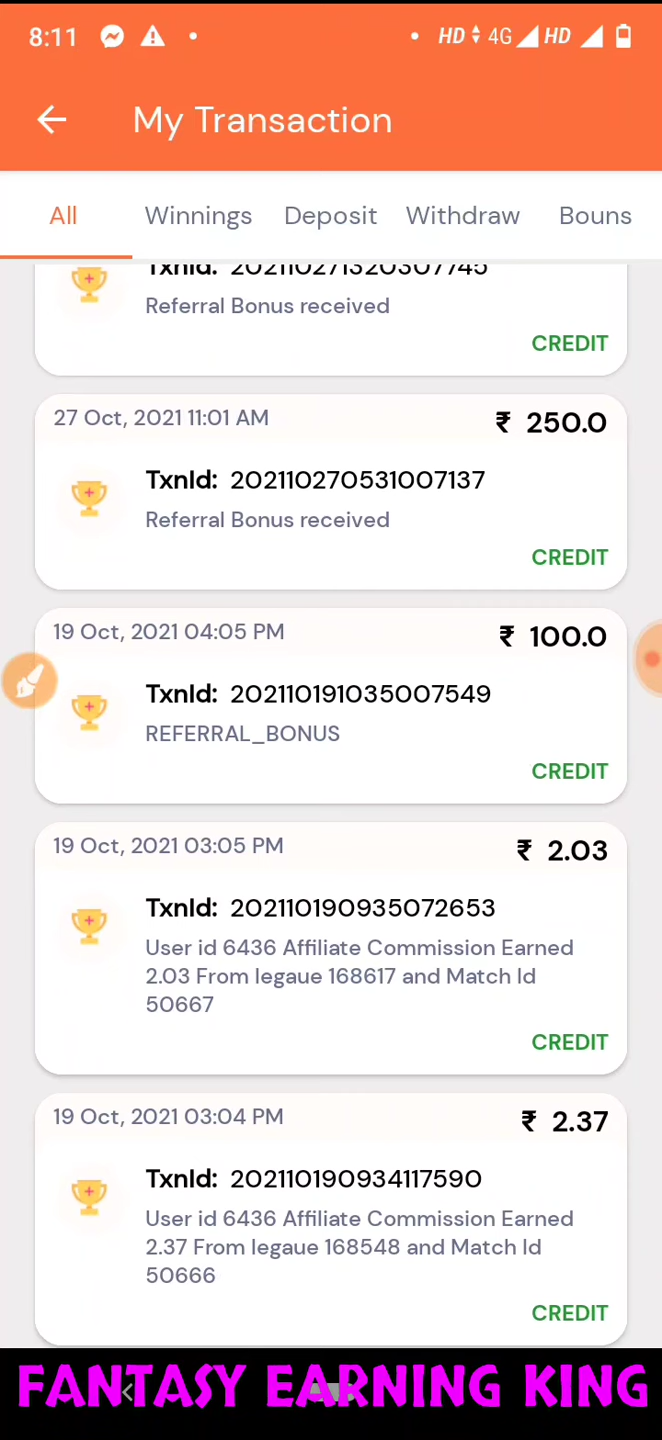 8:11 HD 4G HD
My Transaction
All Winnings Deposit Withdraw Bouns
TxnId: 202110271320307745
Referral Bonus received
CREDIT
27 Oct, 2021 11:01 AM ₹ 250.0
TxnId: 202110270531007137
Referral Bonus received
CREDIT
19 Oct, 2021 04:05 PM ₹ 100.0
TxnId: 202110191035007549
REFERRAL_BONUS
CREDIT
19 Oct, 2021 03:05 PM ₹ 2.03
TxnId: 202110190935072653
User id 6436 Affiliate Commission Earned
2.03 From legaue 168617 and Match Id
50667
CREDIT
19 Oct, 2021 03:04 PM ₹ 2.37
TxnId: 202110190934117590
User id 6436 Affiliate Commission Earned
2.37 From legaue 168548 and Match Id
50666
CREDIT
FANTASY EARNING KING